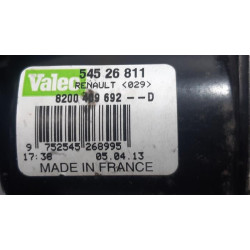 Valeo
545 26 811
RENAULT <029>
8200 419 692 -- D
9 752545 268995
17:38 05.04.13
MADE IN FRANCE